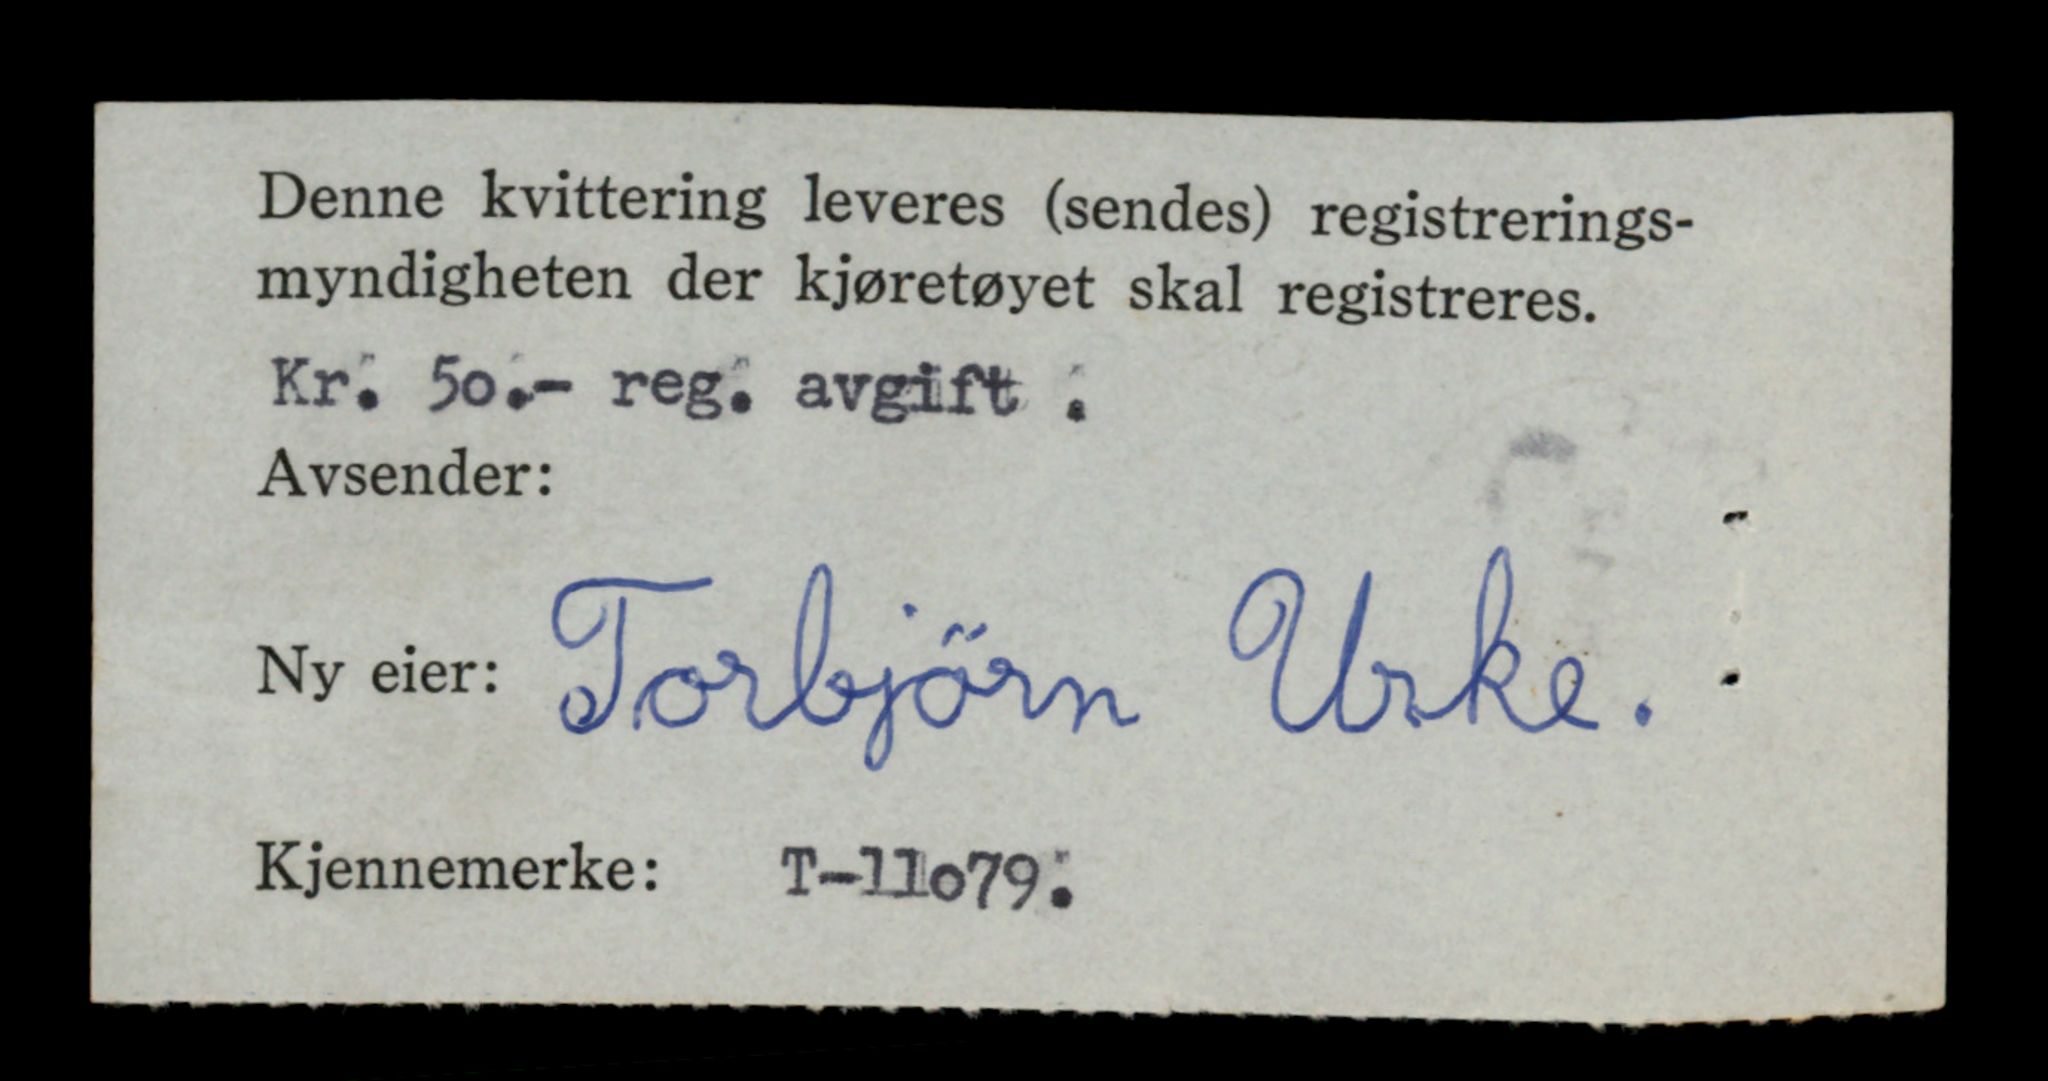 Denne kvittering leveres (sendes) registrerings-
myndigheten der kjøretøyet skal registreres.
Kr. 5o.- reg. avgift .
Avsender:
Ny eier: Torbjörn Urke.
Kjennemerke: T-11o79.